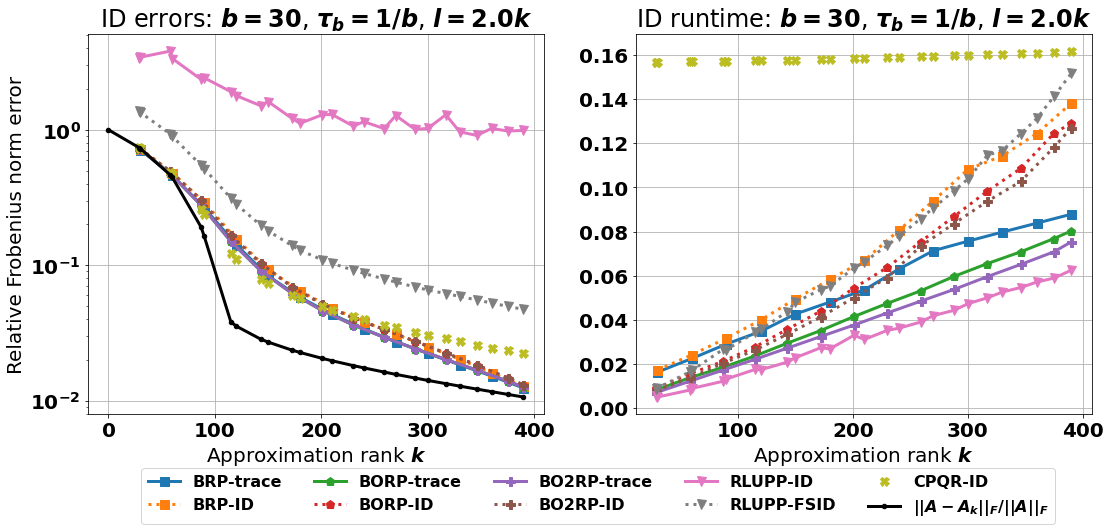 ID errors: b = 30, τ_b = 1/b, l = 2.0k
Relative Frobenius norm error
10⁰
10⁻¹
10⁻²
0 100 200 300 400
Approximation rank k
ID runtime: b = 30, τ_b = 1/b, l = 2.0k
0.16
0.14
0.12
0.10
0.08
0.06
0.04
0.02
0.00
100 200 300 400
Approximation rank k
BRP-trace BORP-trace BO2RP-trace RLUPP-ID CPQR-ID
BRP-ID BORP-ID BO2RP-ID RLUPP-FSID ||A − A_k||_F/||A||_F